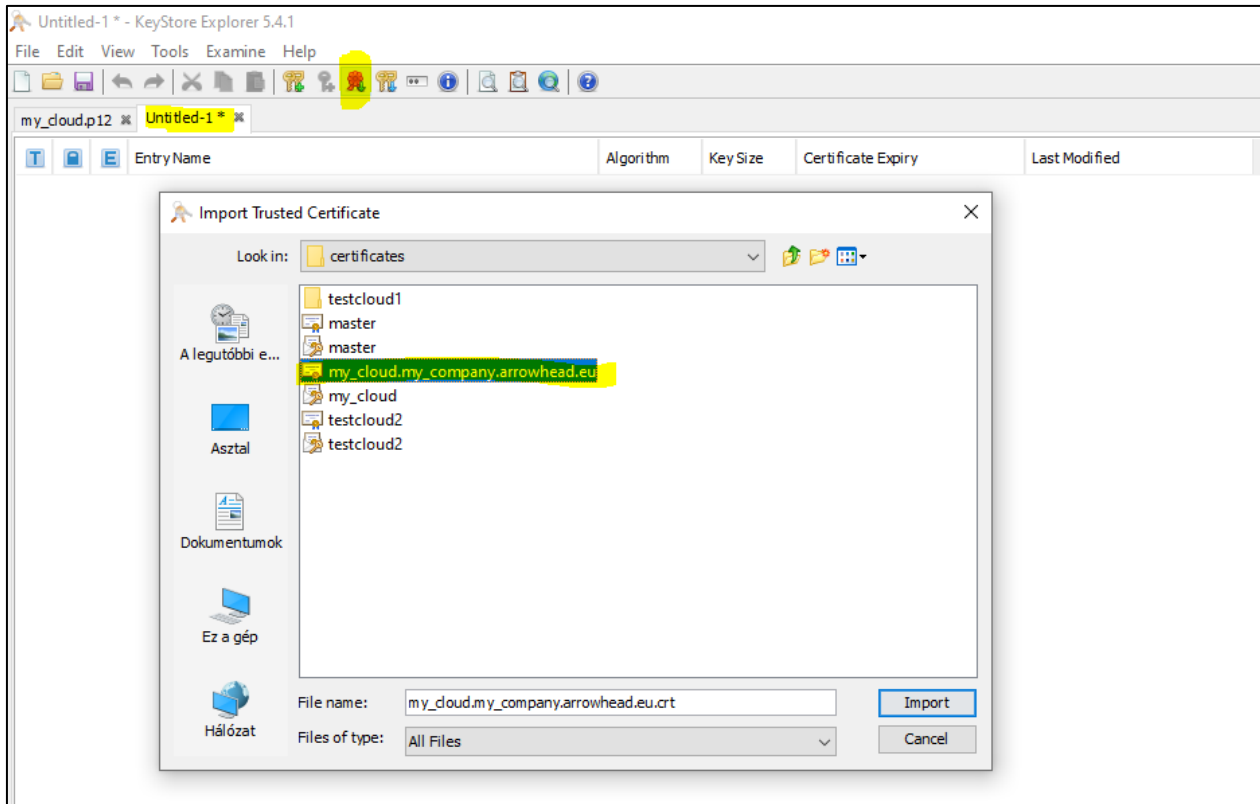 Untitled-1 * - KeyStore Explorer 5.4.1
File Edit View Tools Examine Help
my_cloud.p12 Untitled-1 *
T E Entry Name Algorithm Key Size Certificate Expiry Last Modified
Import Trusted Certificate
Look in: certificates
testcloud1
master
master
my_cloud.my_company.arrowhead.eu
my_cloud
testcloud2
testcloud2
A legutóbbi e...
Asztal
Dokumentumok
Ez a gép
Hálózat
File name: my_cloud.my_company.arrowhead.eu.crt Import
Files of type: All Files Cancel